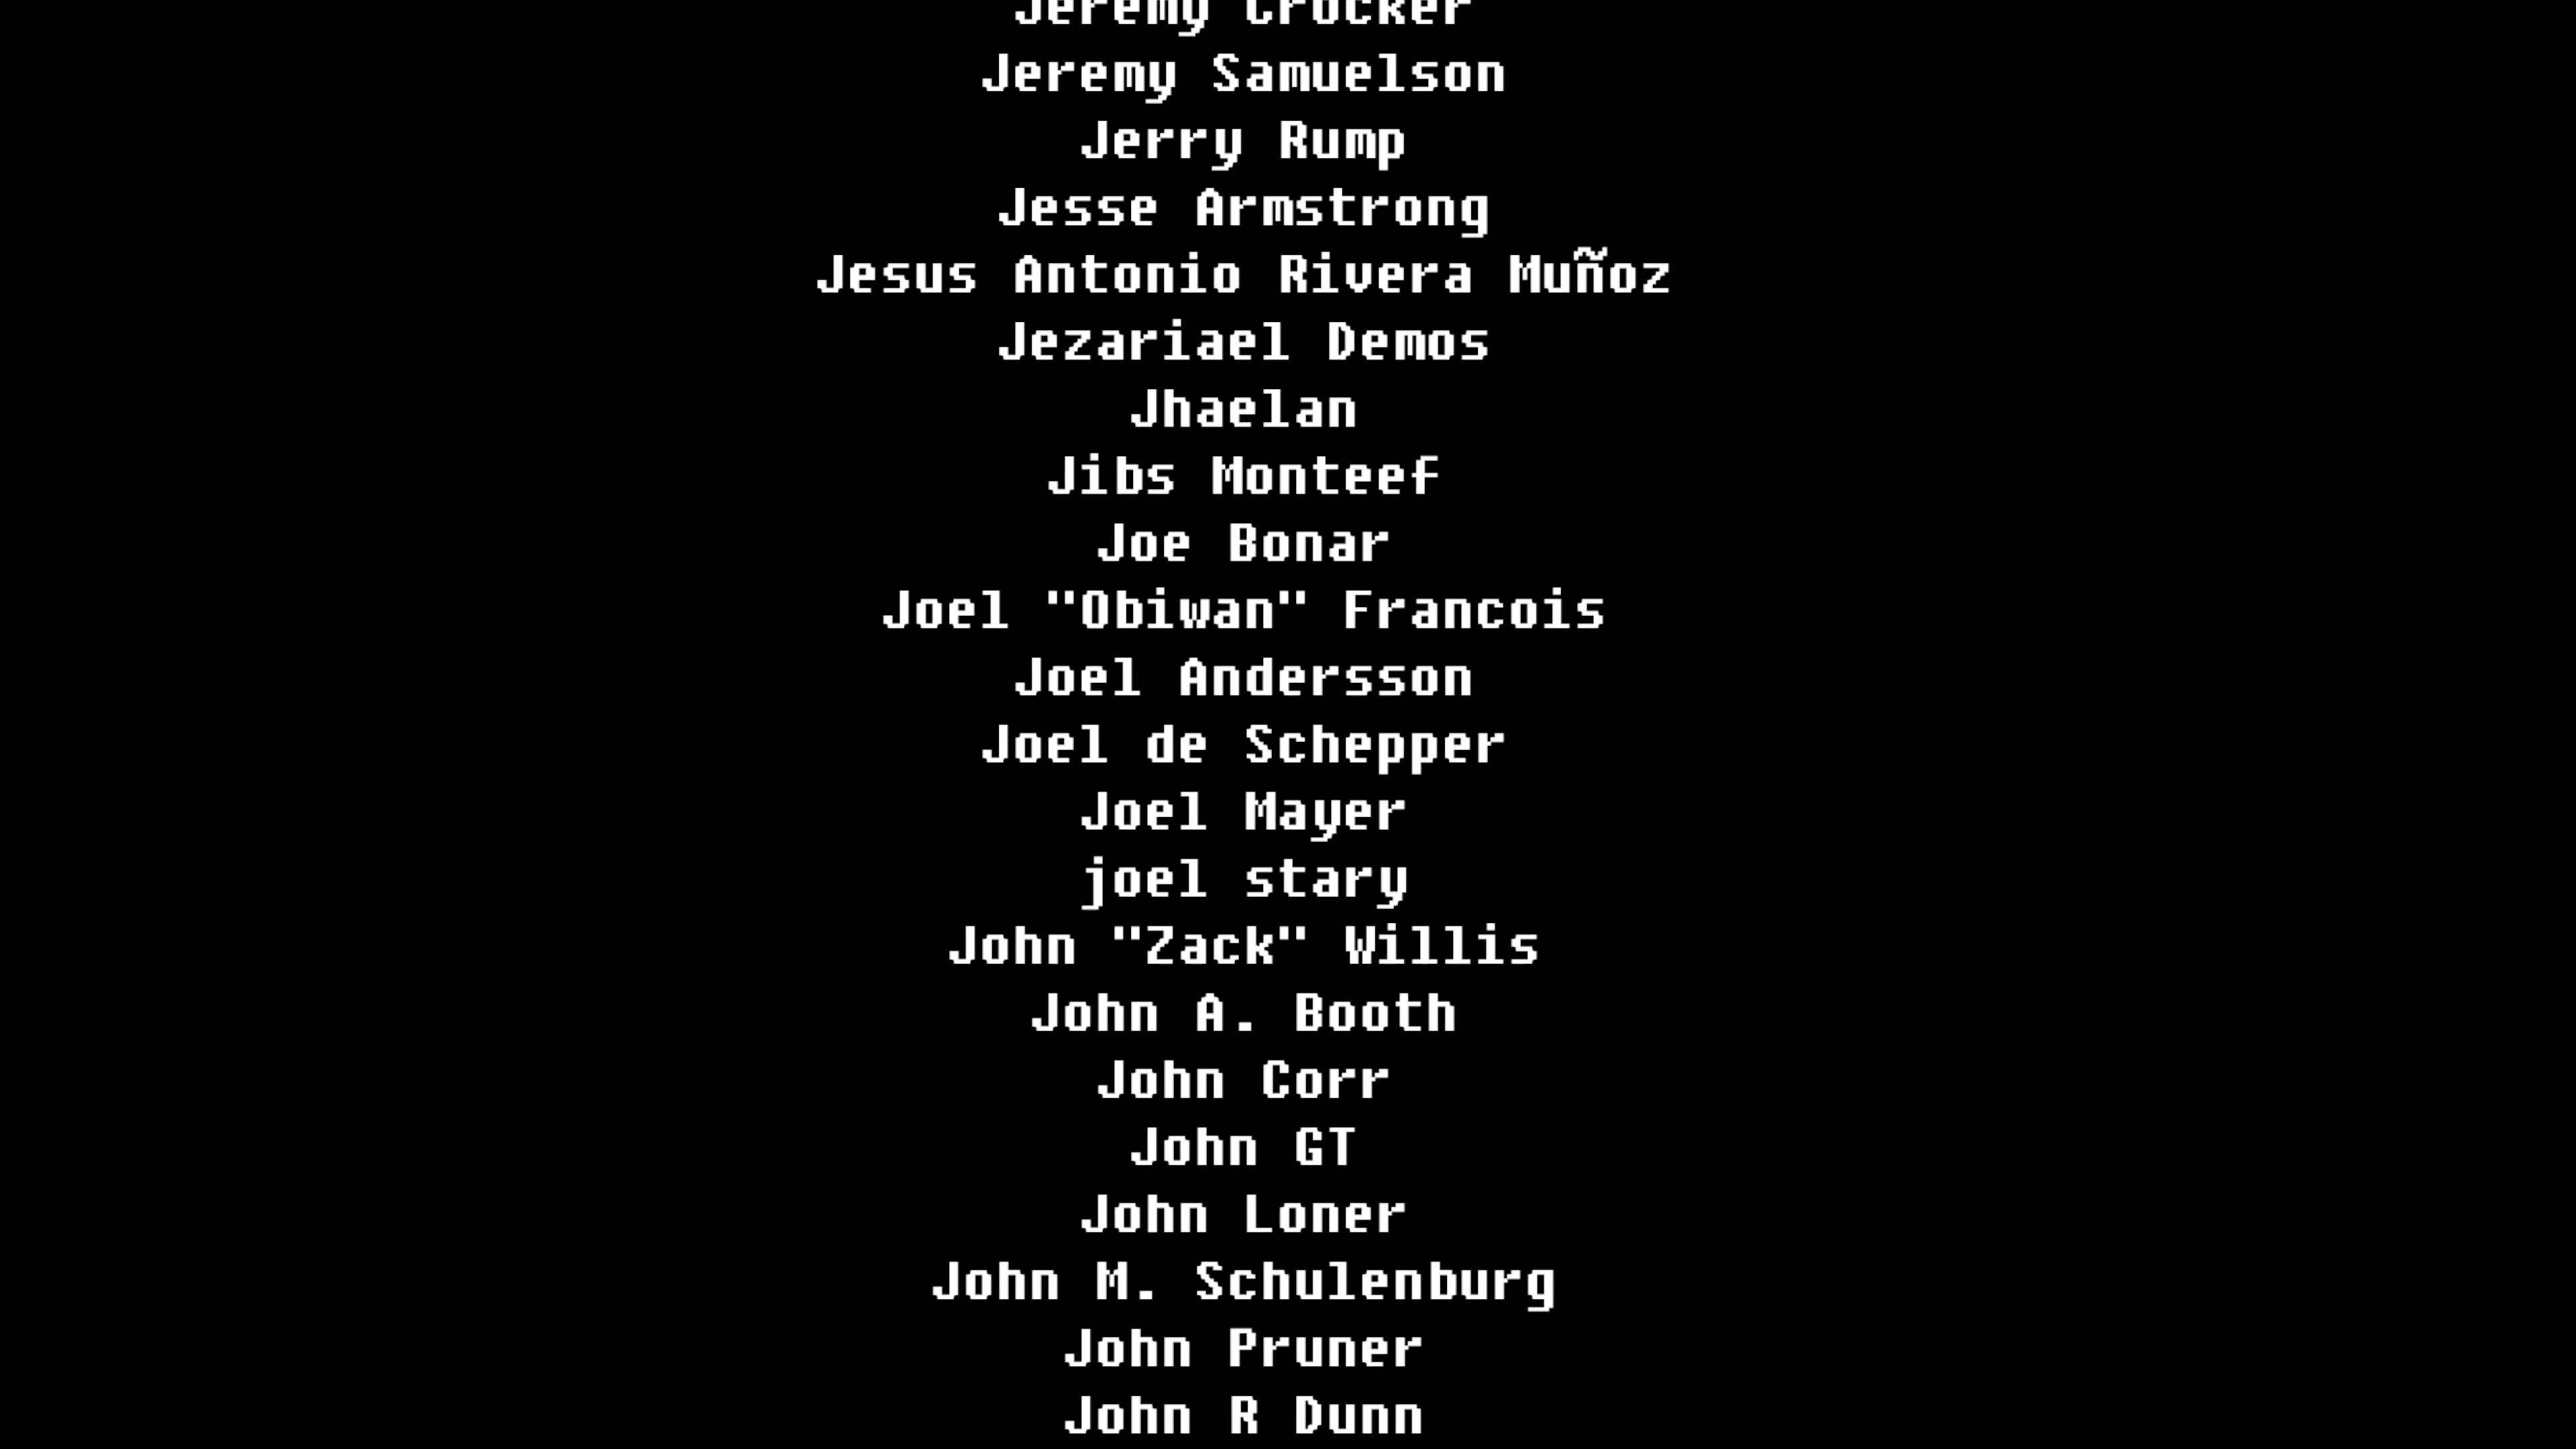 Jeremy Crocker
Jeremy Samuelson
Jerry Rump
Jesse Armstrong
Jesus Antonio Rivera Muñoz
Jezariael Demos
Jhaelan
Jibs Monteef
Joe Bonar
Joel "Obiwan" Francois
Joel Andersson
Joel de Schepper
Joel Mayer
joel stary
John "Zack" Willis
John A. Booth
John Corr
John GT
John Loner
John M. Schulenburg
John Pruner
John R Dunn